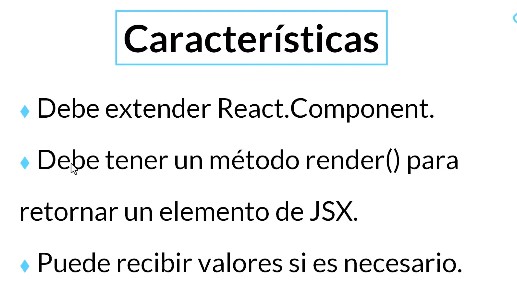 Características
Debe extender React.Component.
Debe tener un método render() para
retornar un elemento de JSX.
Puede recibir valores si es necesario.